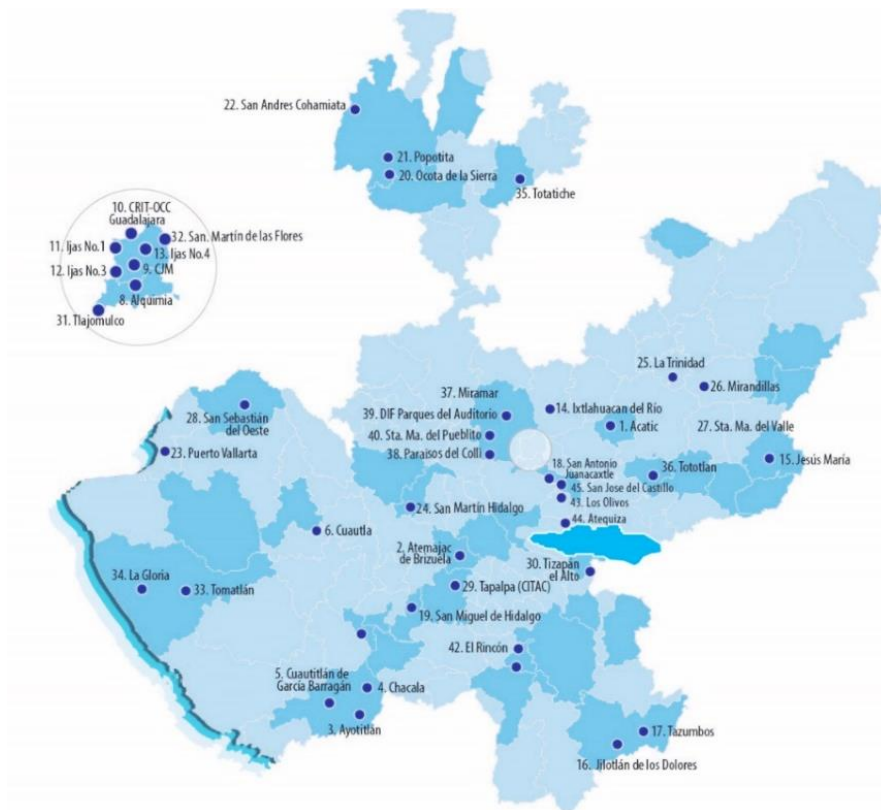 22. San Andres Cohamiata
21. Popotita
20. Ocota de la Sierra
35. Totatiche
10. CRIT-OCC
Guadalajara
32. San. Martín de las Flores
11. Ijas No.1
13. Ijas No.4
12. Ijas No.3
9. CJM
8. Alquimia
31. Tlajomulco
25. La Trinidad
26. Mirandillas
37. Miramar
28. San Sebastián
del Oeste
39. DIF Parques del Auditorio
14. Ixtlahuacan del Río
1. Acatic
27. Sta. Ma. del Valle
40. Sta. Ma. del Pueblito
23. Puerto Vallarta
38. Paraisos del Colli
18. San Antonio
Juanacaxtle
36. Tototlan
15. Jesús María
45. San Jose del Castillo
43. Los Olivos
24. San Martín Hidalgo
44. Atequiza
6. Cuautla
2. Atemajac
de Brizuela
30. Tizapán
el Alto
34. La Gloria
33. Tomatlán
29. Tapalpa (CITAC)
19. San Miguel de Hidalgo
42. El Rincón
5. Cuautitlán de
García Barragán
4. Chacala
3. Ayotitlán
17. Tazumbos
16. Jilotlán de los Dolores